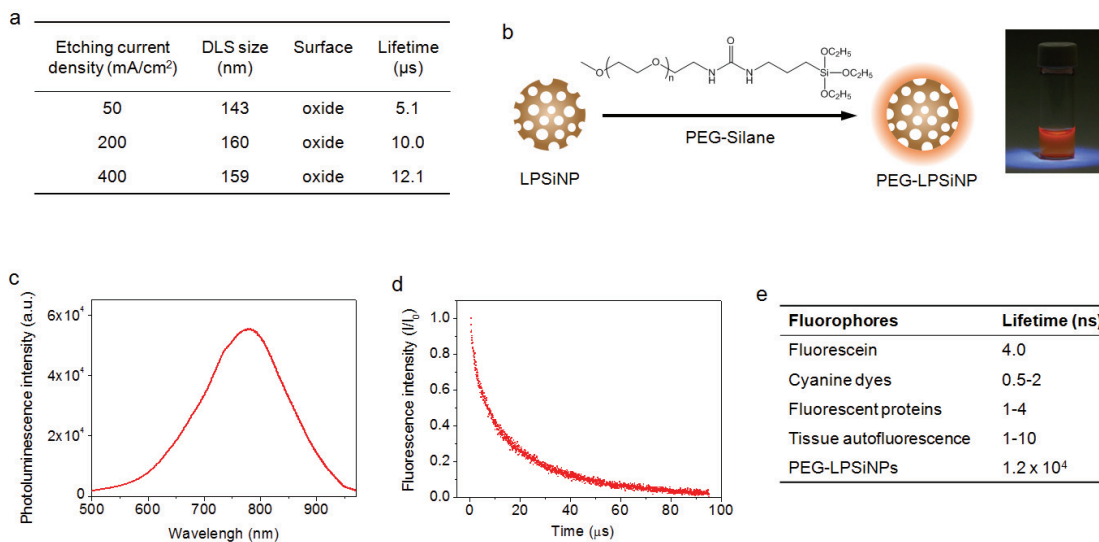 a
Etching current density (mA/cm²) DLS size (nm) Surface Lifetime (µs)
50 143 oxide 5.1
200 160 oxide 10.0
400 159 oxide 12.1
b
O
O
O
n
N
H
N
H
Si
OC₂H₅
OC₂H₅
OC₂H₅
PEG-Silane
LPSiNP
PEG-LPSiNP
c
Photoluminescence intensity (a.u.)
6x10⁴
4x10⁴
2x10⁴
0
500 600 700 800 900
Wavelengh (nm)
d
Fluorescence intensity (I/I₀)
1.0
0.8
0.6
0.4
0.2
0.0
0 20 40 60 80 100
Time (µs)
e
Fluorophores Lifetime (ns)
Fluorescein 4.0
Cyanine dyes 0.5-2
Fluorescent proteins 1-4
Tissue autofluorescence 1-10
PEG-LPSiNPs 1.2 x 10⁴